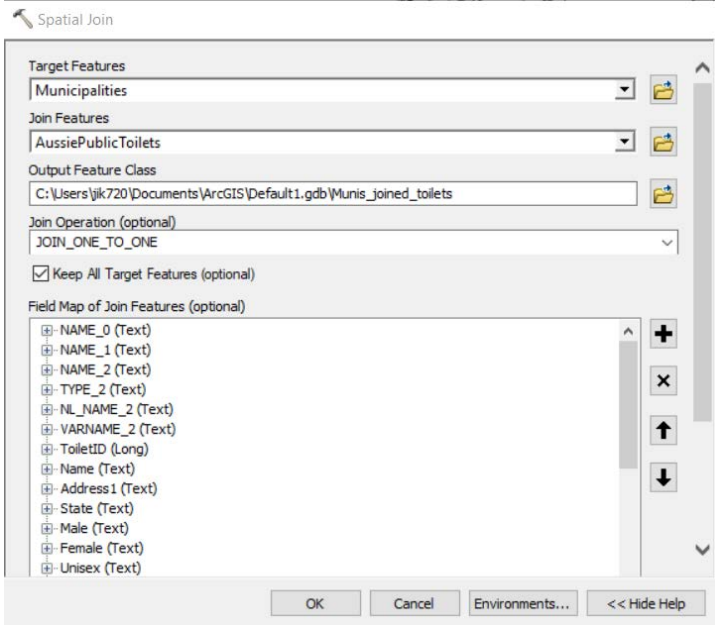 Spatial Join
Target Features
Municipalities
Join Features
AussiePublicToilets
Output Feature Class
C:\Users\jik720\Documents\ArcGIS\Default1.gdb\Munis_joined_toilets
Join Operation (optional)
JOIN_ONE_TO_ONE
Keep All Target Features (optional)
Field Map of Join Features (optional)
NAME_0 (Text)
NAME_1 (Text)
NAME_2 (Text)
TYPE_2 (Text)
NL_NAME_2 (Text)
VARNAME_2 (Text)
ToiletID (Long)
Name (Text)
Address1 (Text)
State (Text)
Male (Text)
Female (Text)
Unisex (Text)
OK Cancel Environments... << Hide Help